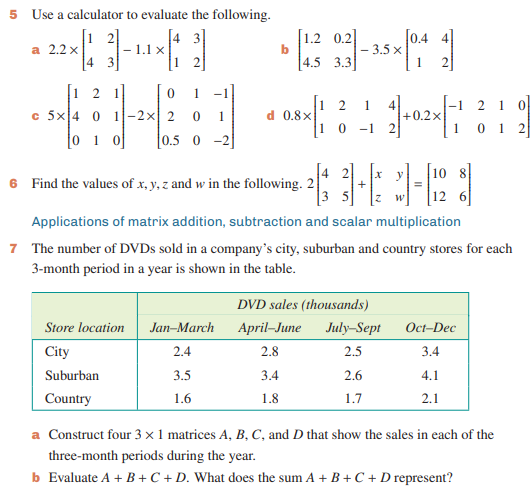 5 Use a calculator to evaluate the following.
a 2.2 × [1 2; 4 3] – 1.1 × [4 3; 1 2]
b [1.2 0.2; 4.5 3.3] – 3.5 × [0.4 4; 1 2]
c 5× [1 2 1; 4 0 1; 0 1 0] – 2× [0 1 –1; 2 0 1; 0.5 0 –2]
d 0.8× [1 2 1 4; 1 0 –1 2] + 0.2× [–1 2 1 0; 1 0 1 2]
6 Find the values of x, y, z and w in the following. 2 [4 2; 3 5] + [x y; z w] = [10 8; 12 6]
Applications of matrix addition, subtraction and scalar multiplication
7 The number of DVDs sold in a company’s city, suburban and country stores for each
3-month period in a year is shown in the table.
DVD sales (thousands)
Store location Jan–March April–June July–Sept Oct–Dec
City 2.4 2.8 2.5 3.4
Suburban 3.5 3.4 2.6 4.1
Country 1.6 1.8 1.7 2.1
a Construct four 3 × 1 matrices A, B, C, and D that show the sales in each of the
three-month periods during the year.
b Evaluate A + B + C + D. What does the sum A + B + C + D represent?